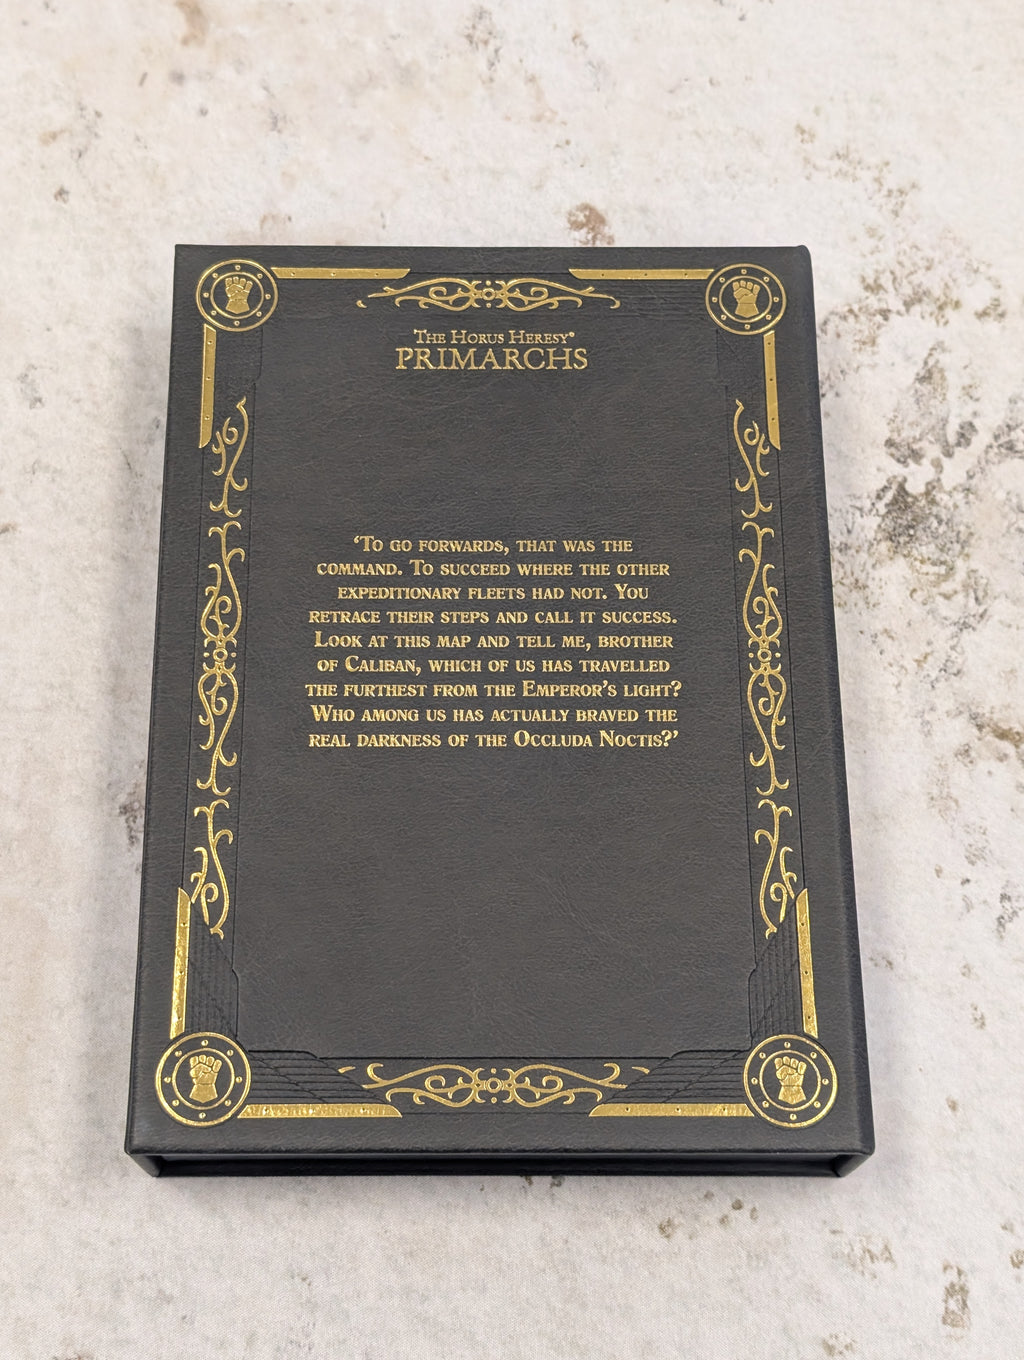 The Horus Heresy®
PRIMARCHS
‘To go forwards, that was the
command. To succeed where the other
expeditionary fleets had not. You
retrace their steps and call it success.
Look at this map and tell me, brother
of Caliban, which of us has travelled
the furthest from the Emperor’s light?
Who among us has actually braved the
real darkness of the Occluda Noctis?’